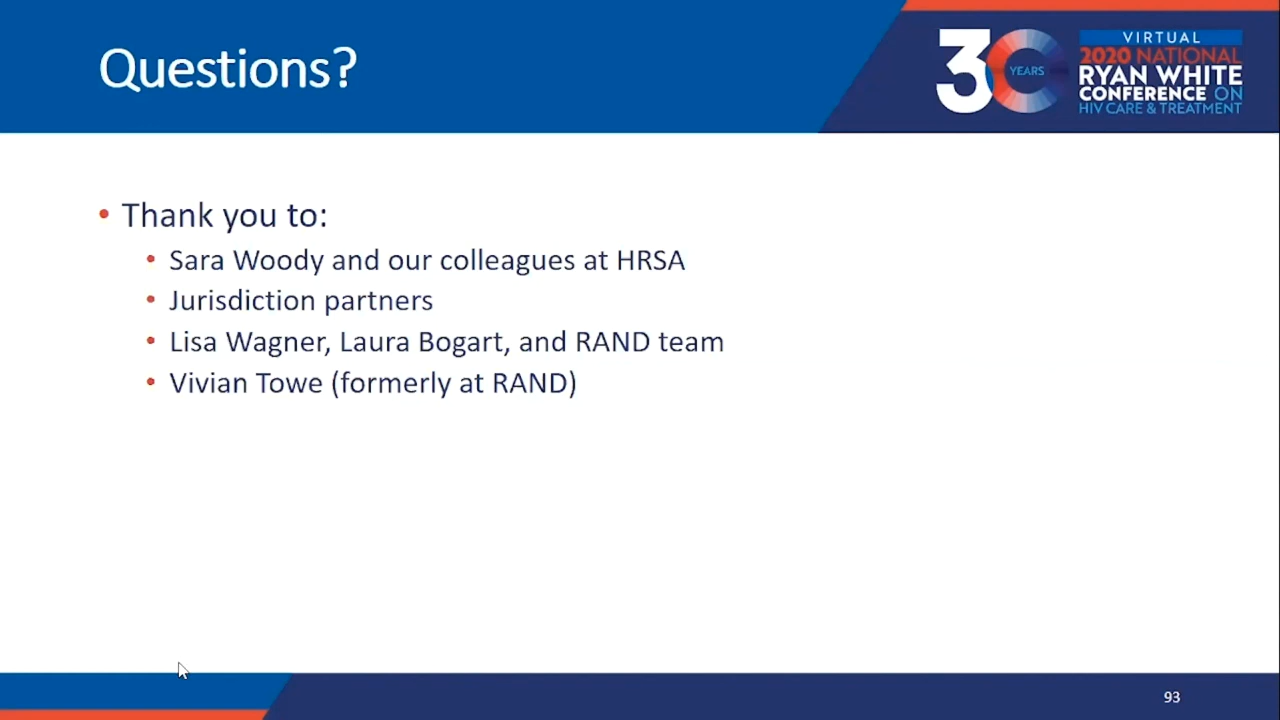 Questions?
30 YEARS
VIRTUAL
2020 NATIONAL
RYAN WHITE
CONFERENCE ON
HIV CARE & TREATMENT
• Thank you to:
• Sara Woody and our colleagues at HRSA
• Jurisdiction partners
• Lisa Wagner, Laura Bogart, and RAND team
• Vivian Towe (formerly at RAND)
93